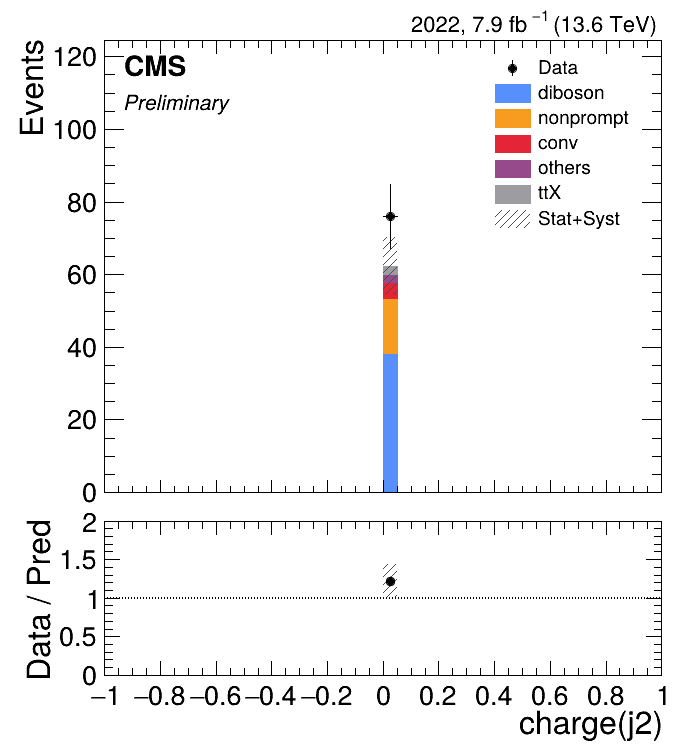 2022, 7.9 fb⁻¹ (13.6 TeV)
CMS
Preliminary
Events
120
100
80
60
40
20
0
Data
diboson
nonprompt
conv
others
ttX
Stat+Syst
Data / Pred
2
1.5
1
0.5
0
−1 −0.8 −0.6 −0.4 −0.2 0 0.2 0.4 0.6 0.8 1
charge(j2)